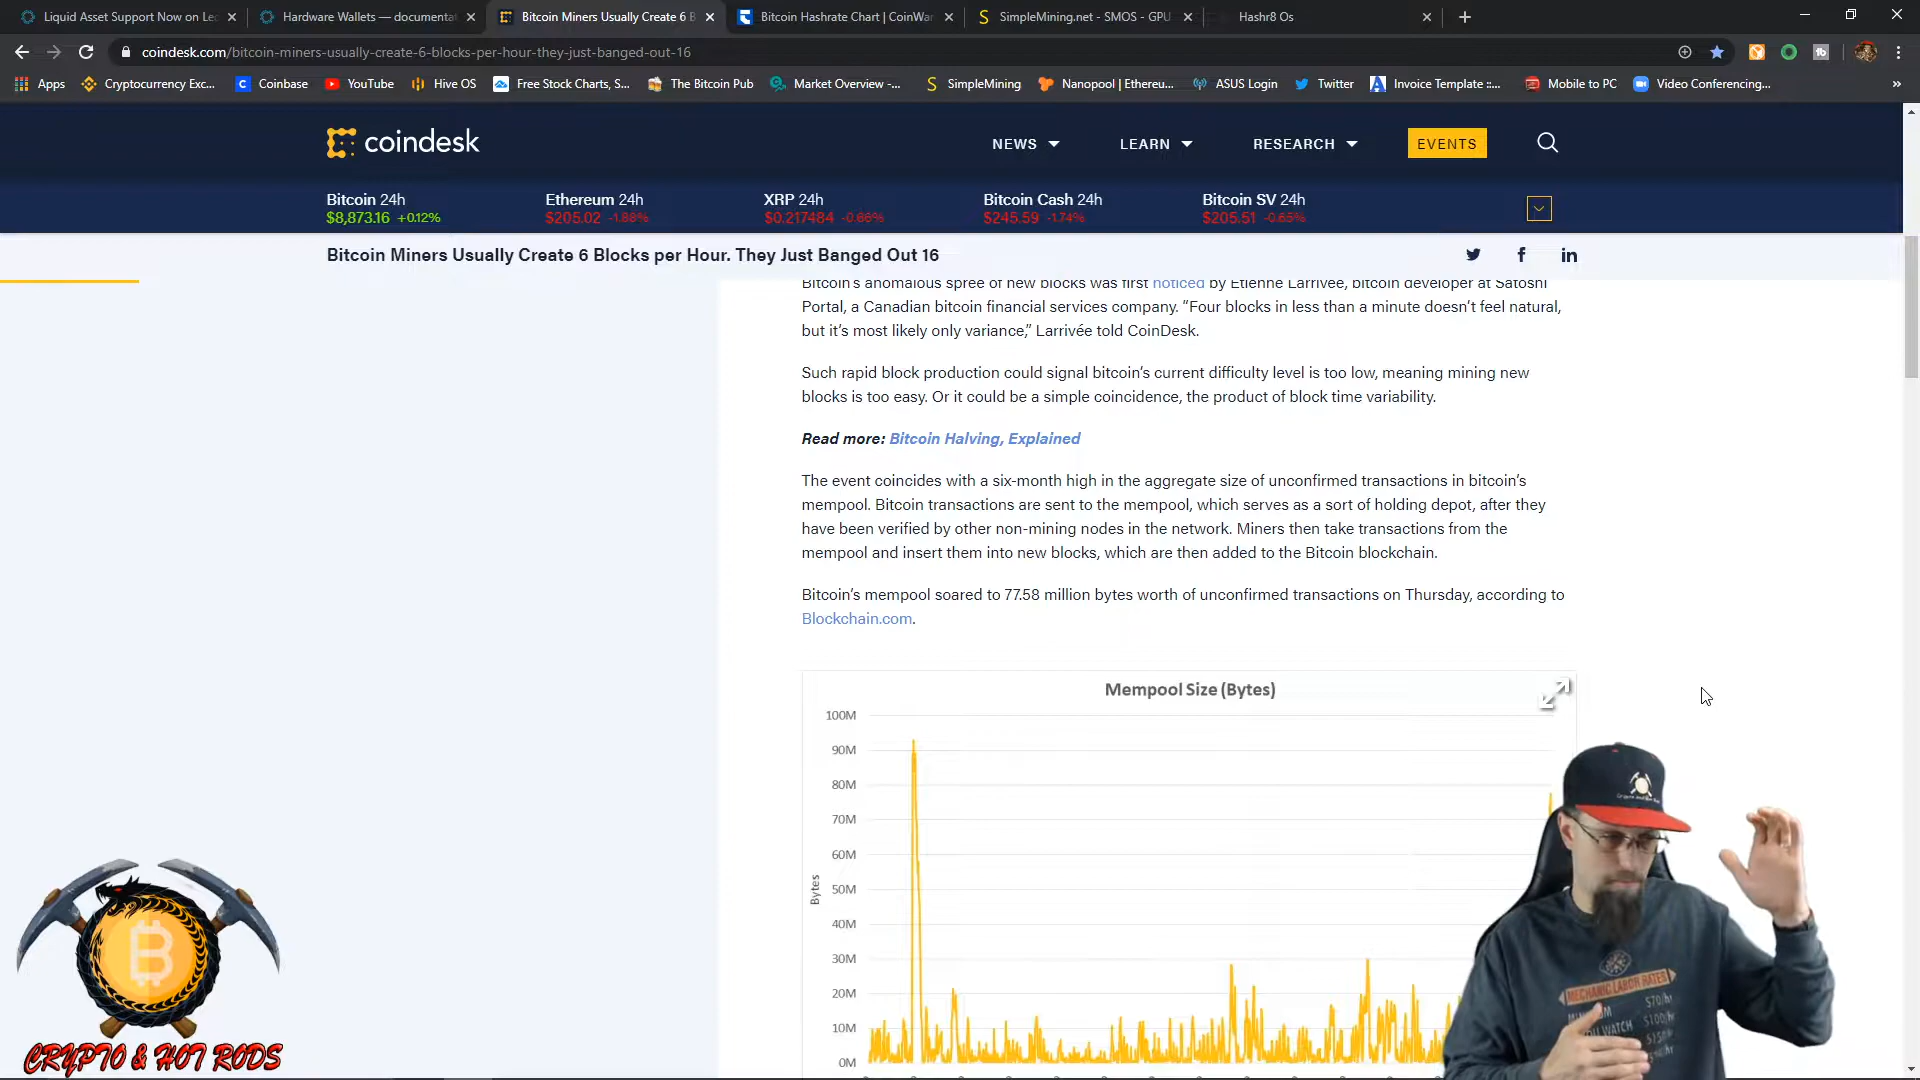 Liquid Asset Support Now on Led
Hardware Wallets — documentat
Bitcoin Miners Usually Create 6 B
Bitcoin Hashrate Chart | CoinWar
SimpleMining.net - SMOS - GPU
Hashr8 Os
coindesk.com/bitcoin-miners-usually-create-6-blocks-per-hour-they-just-banged-out-16
Apps
Cryptocurrency Exc...
Coinbase
YouTube
Hive OS
Free Stock Charts, S...
The Bitcoin Pub
Market Overview -...
SimpleMining
Nanopool | Ethereu...
ASUS Login
Twitter
Invoice Template ::...
Mobile to PC
Video Conferencing...
coindesk
NEWS
LEARN
RESEARCH
EVENTS
Bitcoin 24h
$8,873.16 +0.12%
Ethereum 24h
$205.02 -1.88%
XRP 24h
$0.217484 -0.86%
Bitcoin Cash 24h
$245.59 -1.74%
Bitcoin SV 24h
$205.51 -0.65%
Bitcoin Miners Usually Create 6 Blocks per Hour. They Just Banged Out 16
Bitcoin's anomalous spree of new blocks was first noticed by Étienne Larrivée, bitcoin developer at Satoshi
Portal, a Canadian bitcoin financial services company. “Four blocks in less than a minute doesn’t feel natural,
but it’s most likely only variance,” Larrivée told CoinDesk.
Such rapid block production could signal bitcoin’s current difficulty level is too low, meaning mining new
blocks is too easy. Or it could be a simple coincidence, the product of block time variability.
Read more: Bitcoin Halving, Explained
The event coincides with a six-month high in the aggregate size of unconfirmed transactions in bitcoin’s
mempool. Bitcoin transactions are sent to the mempool, which serves as a sort of holding depot, after they
have been verified by other non-mining nodes in the network. Miners then take transactions from the
mempool and insert them into new blocks, which are then added to the Bitcoin blockchain.
Bitcoin’s mempool soared to 77.58 million bytes worth of unconfirmed transactions on Thursday, according to
Blockchain.com.
Mempool Size (Bytes)
100M
90M
80M
70M
60M
50M
40M
30M
20M
10M
0M
Bytes
MECHANIC LABOR RATES
$70/hr
YOU WATCH
$100/hr
CRYPTO & HOT RODS